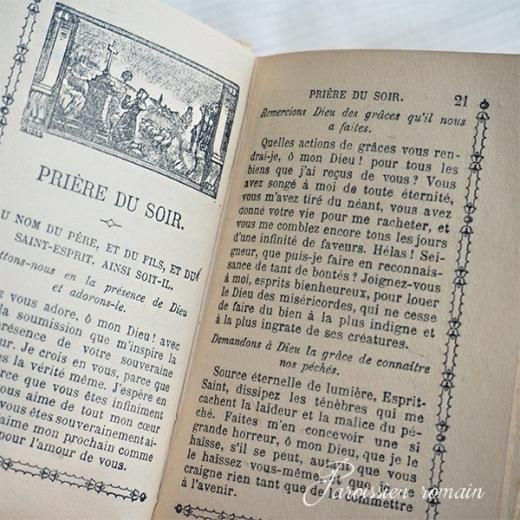 PRIÈRE DU SOIR.
U NOM DU PÈRE, ET DU FILS, ET DU
SAINT-ESPRIT. AINSI SOIT-IL.
ttons-nous en la présence de Dieu
et adorons-le.
vous adore, ô mon Dieu! avec
la soumission que m'inspire la
présence de votre souveraine
ur. Je crois en vous, parce que
es la vérité même. J'espère en
rce que vous êtes infiniment
vous aime de tout mon cœur
vous êtes souverainement ai-
aime mon prochain comme
pour l'amour de vous.
PRIÈRE DU SOIR. 21
Remercions Dieu des grâces qu'il nous
a faites.
Quelles actions de grâces vous ren-
drai-je, ô mon Dieu! pour tous les
biens que j'ai reçus de vous? Vous
avez songé à moi de toute éternité,
vous m'avez tiré du néant, vous avez
donné votre vie pour me racheter, et
vous me comblez encore tous les jours
d'une infinité de faveurs. Hélas! Sei-
gneur, que puis-je faire en reconnais-
sance de tant de bontés? Joignez-vous
à moi, esprits bienheureux, pour louer
le Dieu des miséricordes, qui ne cesse
de faire du bien à la plus indigne et
à la plus ingrate de ses créatures.
Demandons à Dieu la grâce de connaître
nos péchés.
Source éternelle de lumière, Esprit-
Saint, dissipez les ténèbres qui me
cachent la laideur et la malice du pé-
ché. Faites m'en concevoir une si
grande horreur, ô mon Dieu, que je le
haïsse, s'il se peut, autant que vous
le haïssez vous-même, et que je ne
craigne rien tant que de la commettre
à l'avenir.
Paroissien romain